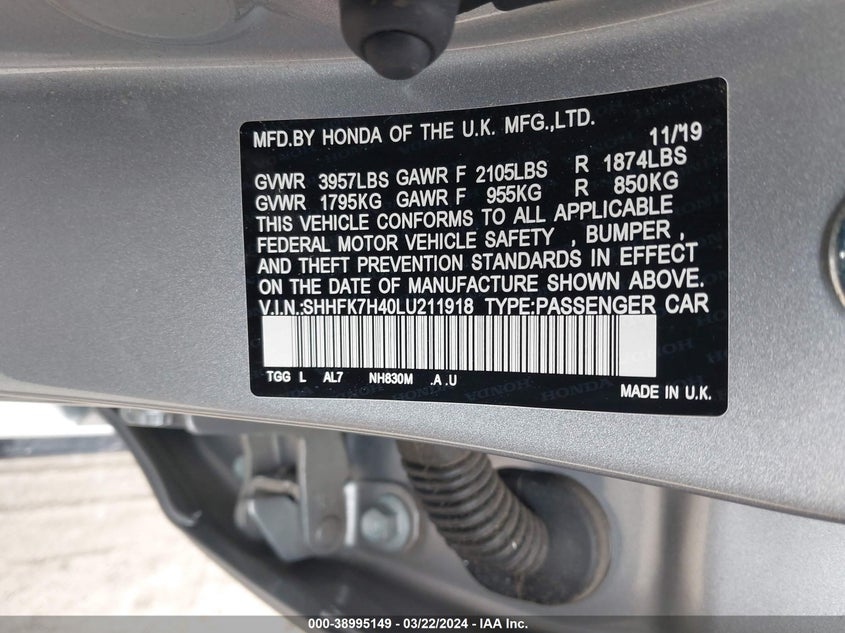 MFD.BY HONDA OF THE U.K. MFG.,LTD. 11/19
GVWR 3957LBS GAWR F 2105LBS R 1874LBS
GVWR 1795KG GAWR F 955KG R 850KG
THIS VEHICLE CONFORMS TO ALL APPLICABLE
FEDERAL MOTOR VEHICLE SAFETY , BUMPER ,
AND THEFT PREVENTION STANDARDS IN EFFECT
ON THE DATE OF MANUFACTURE SHOWN ABOVE.
V.I.N.:SHHFK7H40LU211918 TYPE:PASSENGER CAR
TGG L AL7 NH830M .A .U
MADE IN U.K.
000-38995149 - 03/22/2024 - IAA Inc.